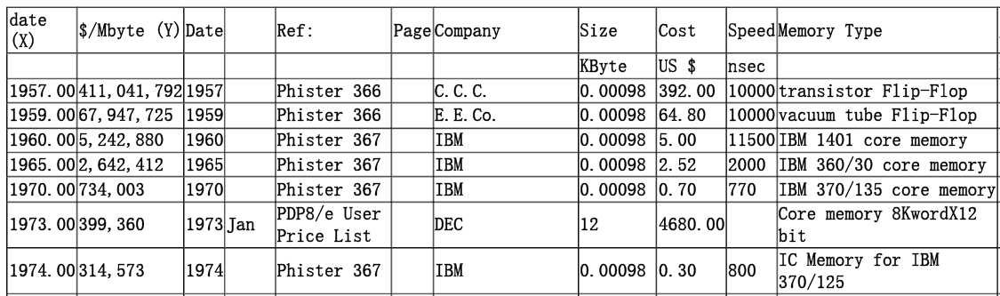 date (X) $/Mbyte (Y) Date Ref: Page Company Size Cost Speed Memory Type
KByte US $ nsec
1957.00 411,041,792 1957 Phister 366 C.C.C. 0.00098 392.00 10000 transistor Flip-Flop
1959.00 67,947,725 1959 Phister 366 E.E.Co. 0.00098 64.80 10000 vacuum tube Flip-Flop
1960.00 5,242,880 1960 Phister 367 IBM 0.00098 5.00 11500 IBM 1401 core memory
1965.00 2,642,412 1965 Phister 367 IBM 0.00098 2.52 2000 IBM 360/30 core memory
1970.00 734,003 1970 Phister 367 IBM 0.00098 0.70 770 IBM 370/135 core memory
1973.00 399,360 1973 Jan PDP8/e User Price List DEC 12 4680.00 Core memory 8KwordX12 bit
1974.00 314,573 1974 Phister 367 IBM 0.00098 0.30 800 IC Memory for IBM 370/125